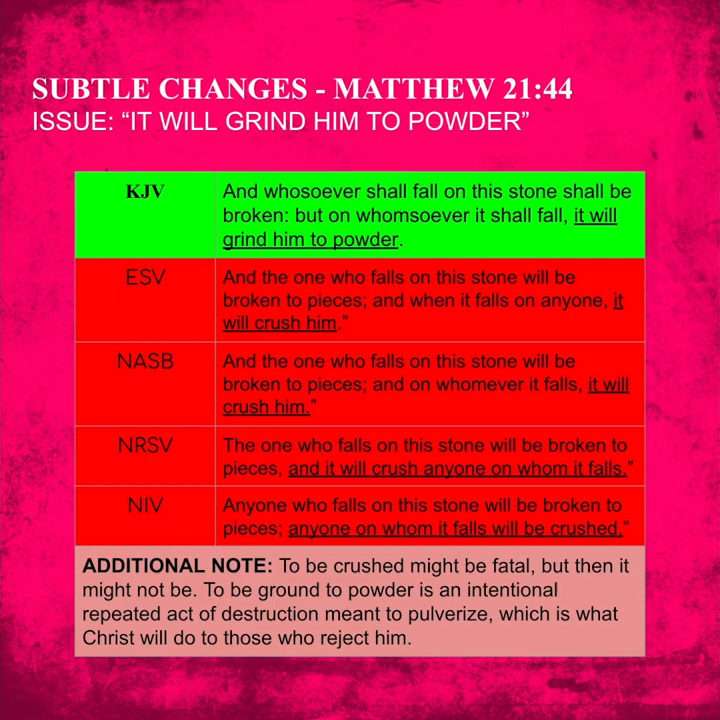 SUBTLE CHANGES - MATTHEW 21:44
ISSUE: “IT WILL GRIND HIM TO POWDER”
KJV
And whosoever shall fall on this stone shall be
broken: but on whomsoever it shall fall, it will
grind him to powder.
ESV
And the one who falls on this stone will be
broken to pieces; and when it falls on anyone, it
will crush him.”
NASB
And the one who falls on this stone will be
broken to pieces; and on whomever it falls, it will
crush him.”
NRSV
The one who falls on this stone will be broken to
pieces, and it will crush anyone on whom it falls.”
NIV
Anyone who falls on this stone will be broken to
pieces; anyone on whom it falls will be crushed.”
ADDITIONAL NOTE: To be crushed might be fatal, but then it
might not be. To be ground to powder is an intentional
repeated act of destruction meant to pulverize, which is what
Christ will do to those who reject him.